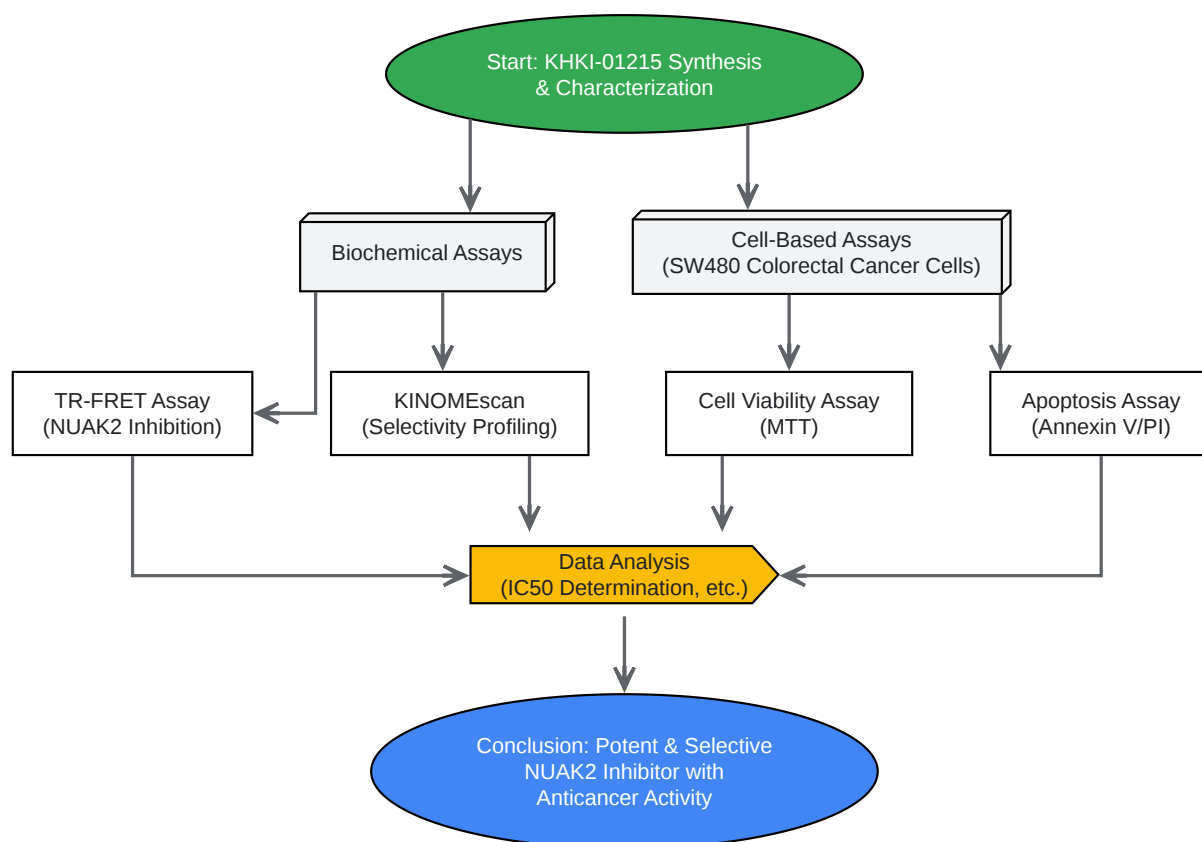 Start: KHKI-01215 Synthesis
& Characterization
Biochemical Assays
Cell-Based Assays
(SW480 Colorectal Cancer Cells)
TR-FRET Assay
(NUAK2 Inhibition)
KINOMEscan
(Selectivity Profiling)
Cell Viability Assay
(MTT)
Apoptosis Assay
(Annexin V/PI)
Data Analysis
(IC50 Determination, etc.)
Conclusion: Potent & Selective
NUAK2 Inhibitor with
Anticancer Activity